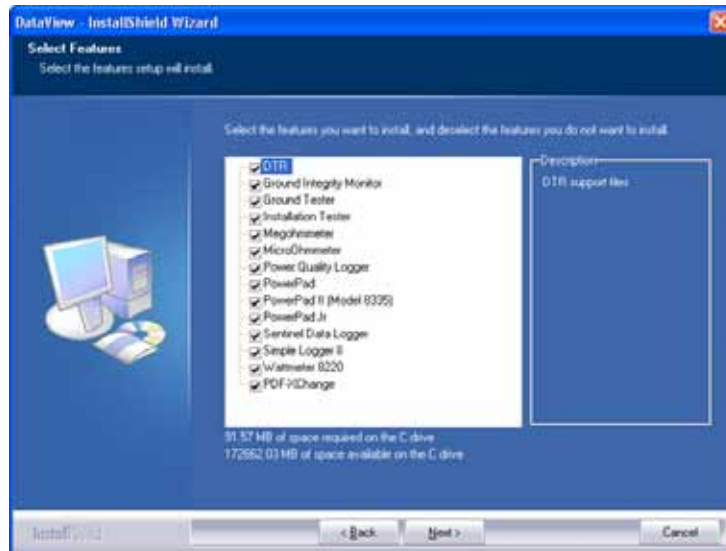 DataView - InstallShield Wizard
Select Features
Select the features setup will install.
Select the features you want to install, and deselect the features you do not want to install.
DTR
Ground Integrity Monitor
Ground Tester
Installation Tester
Megohmmeter
MicroOhmmeter
Power Quality Logger
PowerPad
PowerPad II (Model 8335)
PowerPad Jr
Sentinel Data Logger
Simple Logger II
Wattmeter 8220
PDF-XChange
Description
DTR support files
91.57 MB of space required on the C drive
172662.03 MB of space available on the C drive
InstallShield
< Back
Next >
Cancel